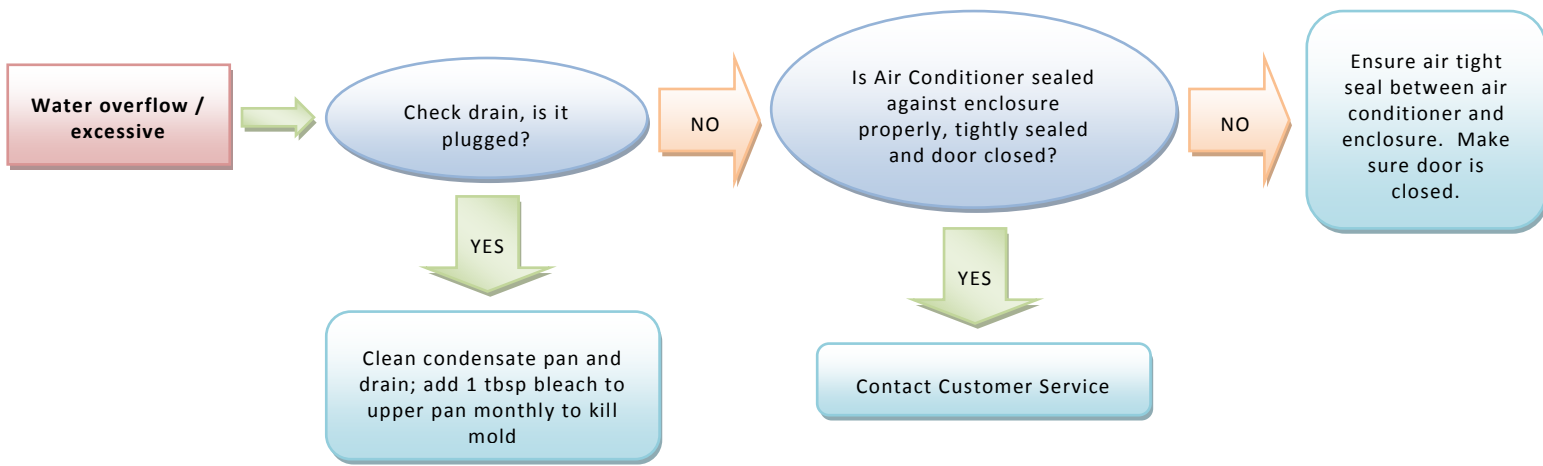 Water overflow /
excessive
Check drain, is it
plugged?
NO
Is Air Conditioner sealed
against enclosure
properly, tightly sealed
and door closed?
NO
Ensure air tight
seal between air
conditioner and
enclosure. Make
sure door is
closed.
YES
YES
Clean condensate pan and
drain; add 1 tbsp bleach to
upper pan monthly to kill
mold
Contact Customer Service